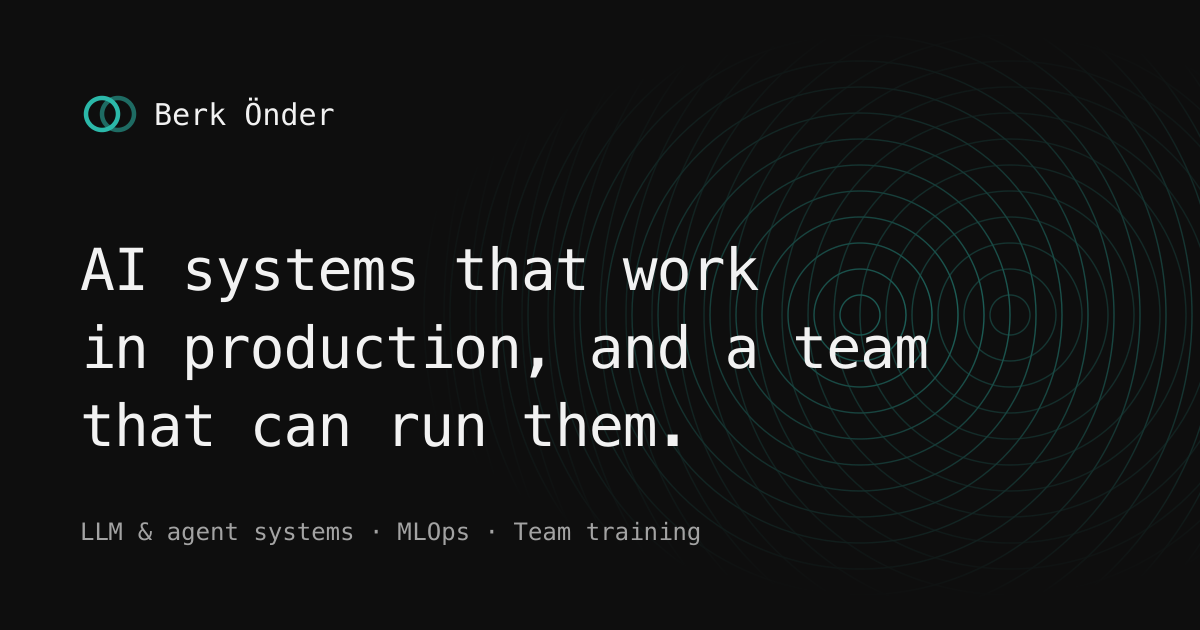 Berk Önder
AI systems that work
in production, and a team
that can run them.
LLM & agent systems · MLOps · Team training